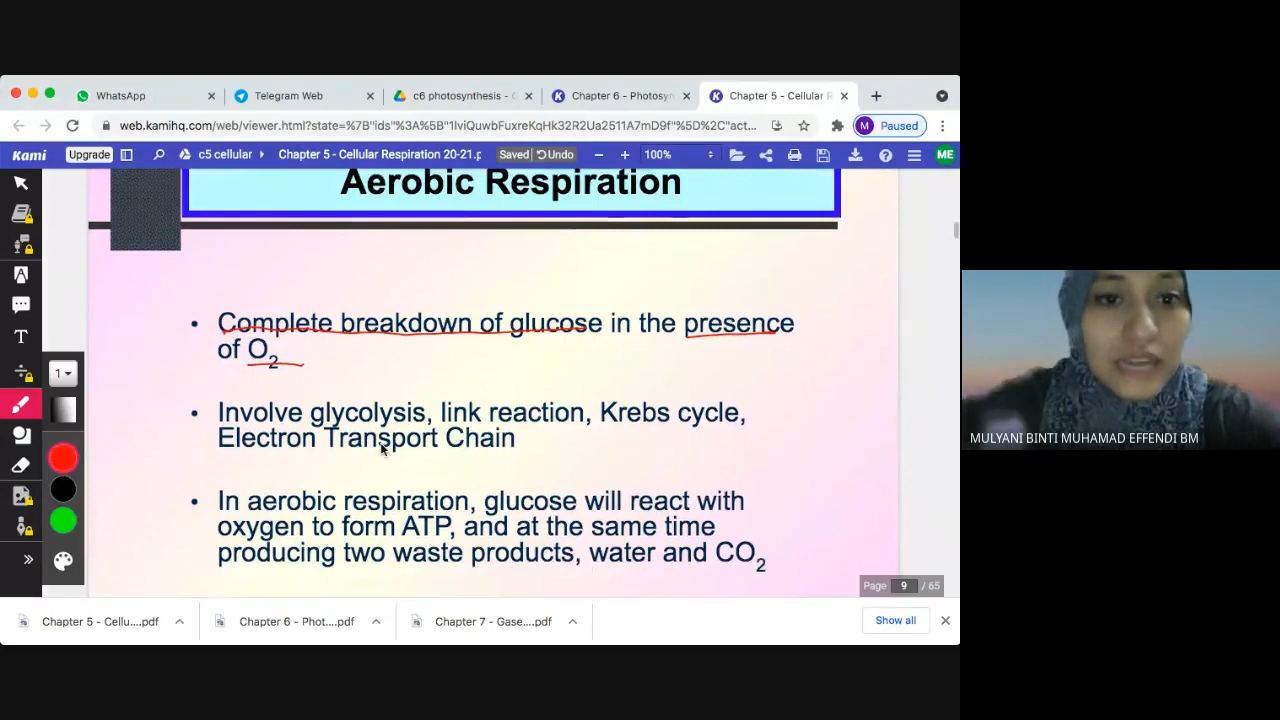 WhatsApp
Telegram Web
c6 photosynthesis -
Chapter 6 - Photosyn
Chapter 5 - Cellular R
web.kamihq.com/web/viewer.html?state=%7B"ids"%3A%5B"1lviQuwbFuxreKqHk32R2Ua2511A7mD9f"%5D%2C"act...
M Paused
Kami Upgrade c5 cellular Chapter 5 - Cellular Respiration 20-21.p Saved Undo 100% ME
Aerobic Respiration
• Complete breakdown of glucose in the presence
of O2
• Involve glycolysis, link reaction, Krebs cycle,
Electron Transport Chain
• In aerobic respiration, glucose will react with
oxygen to form ATP, and at the same time
producing two waste products, water and CO2
T
1
Page 9 / 65
Chapter 5 - Cellu....pdf
Chapter 6 - Phot....pdf
Chapter 7 - Gase....pdf
Show all
MULYANI BINTI MUHAMAD EFFENDI BM